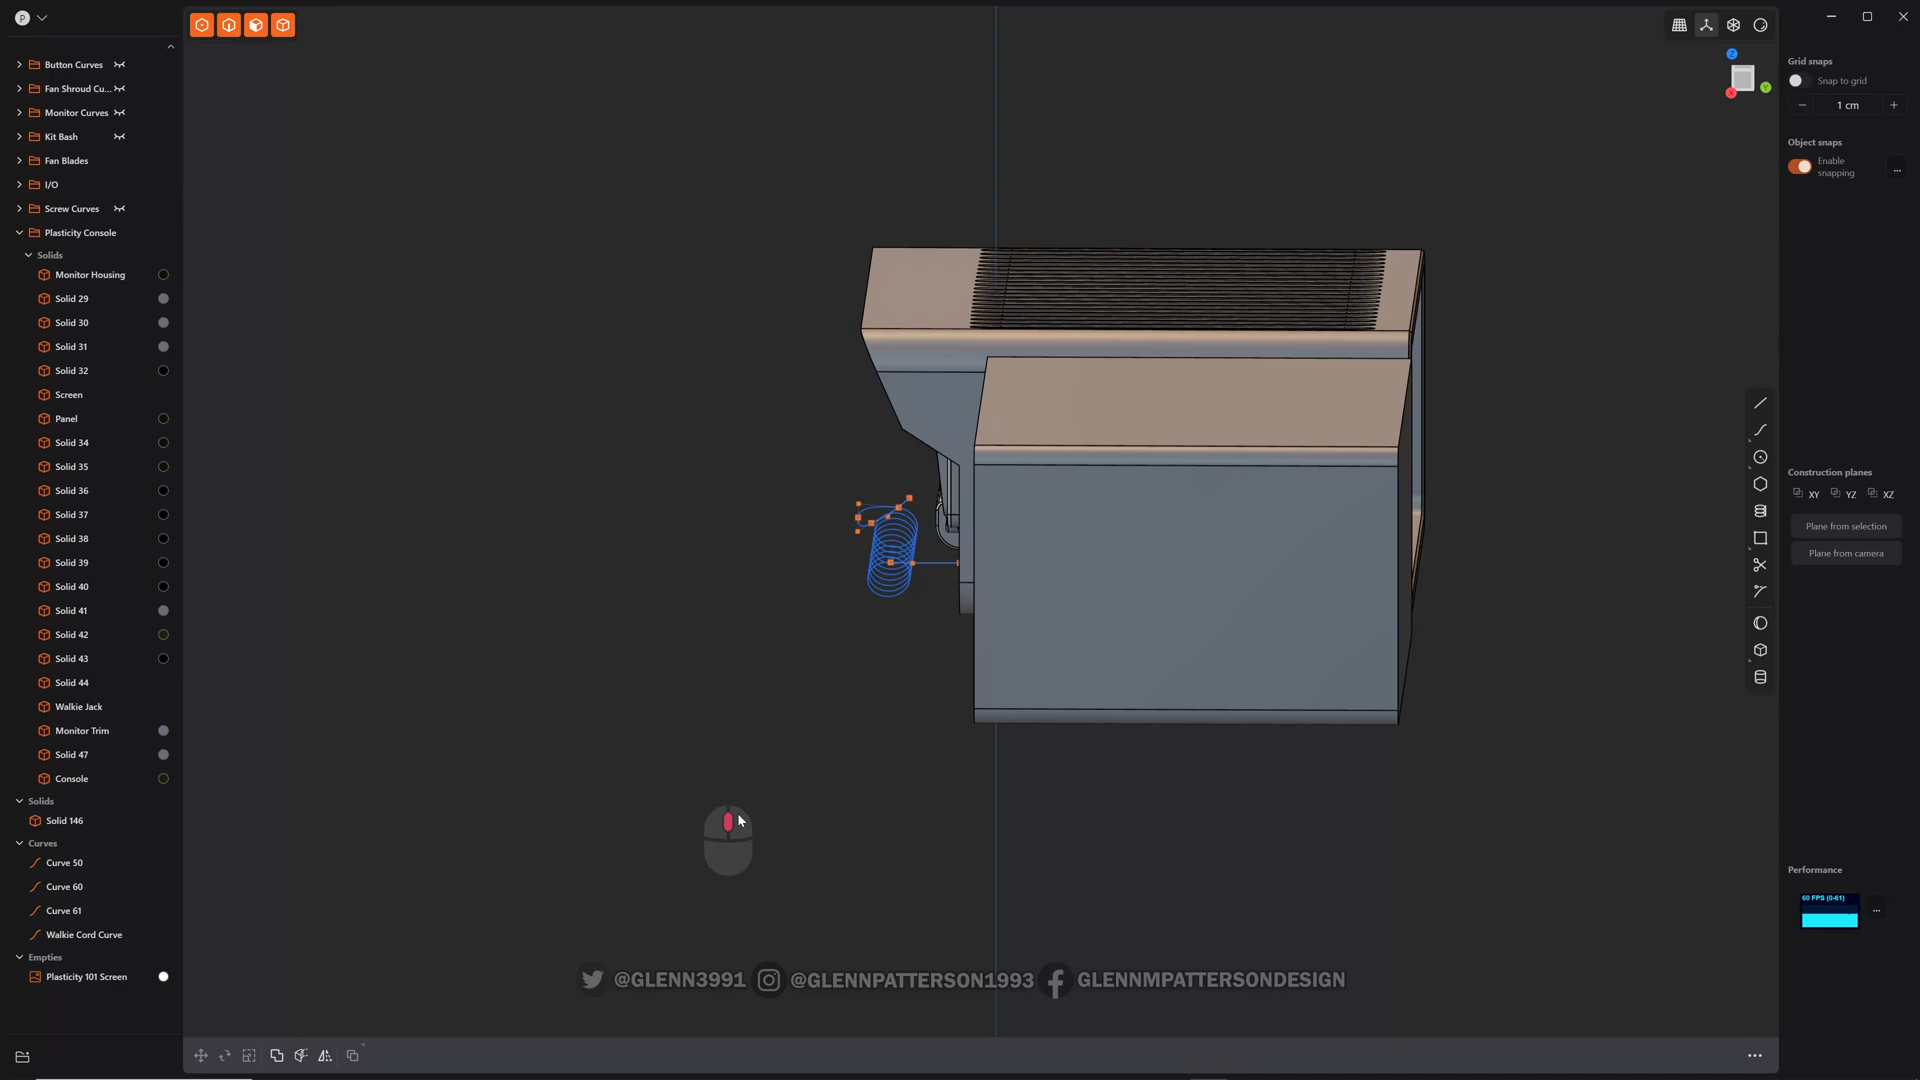 P
Button Curves
Fan Shroud Cu...
Monitor Curves
Kit Bash
Fan Blades
I/O
Screw Curves
Plasticity Console
Solids
Monitor Housing
Solid 29
Solid 30
Solid 31
Solid 32
Screen
Panel
Solid 34
Solid 35
Solid 36
Solid 37
Solid 38
Solid 39
Solid 40
Solid 41
Solid 42
Solid 43
Solid 44
Walkie Jack
Monitor Trim
Solid 47
Console
Solids
Solid 146
Curves
Curve 50
Curve 60
Curve 61
Walkie Cord Curve
Empties
Plasticity 101 Screen
Z
X
Y
Grid snaps
Snap to grid
1 cm
Object snaps
Enable
snapping
...
Construction planes
XY YZ XZ
Plane from selection
Plane from camera
Performance
60 FPS (0-61)
...
@GLENN3991 @GLENNPATTERSON1993 GLENNMPATTERSONDESIGN